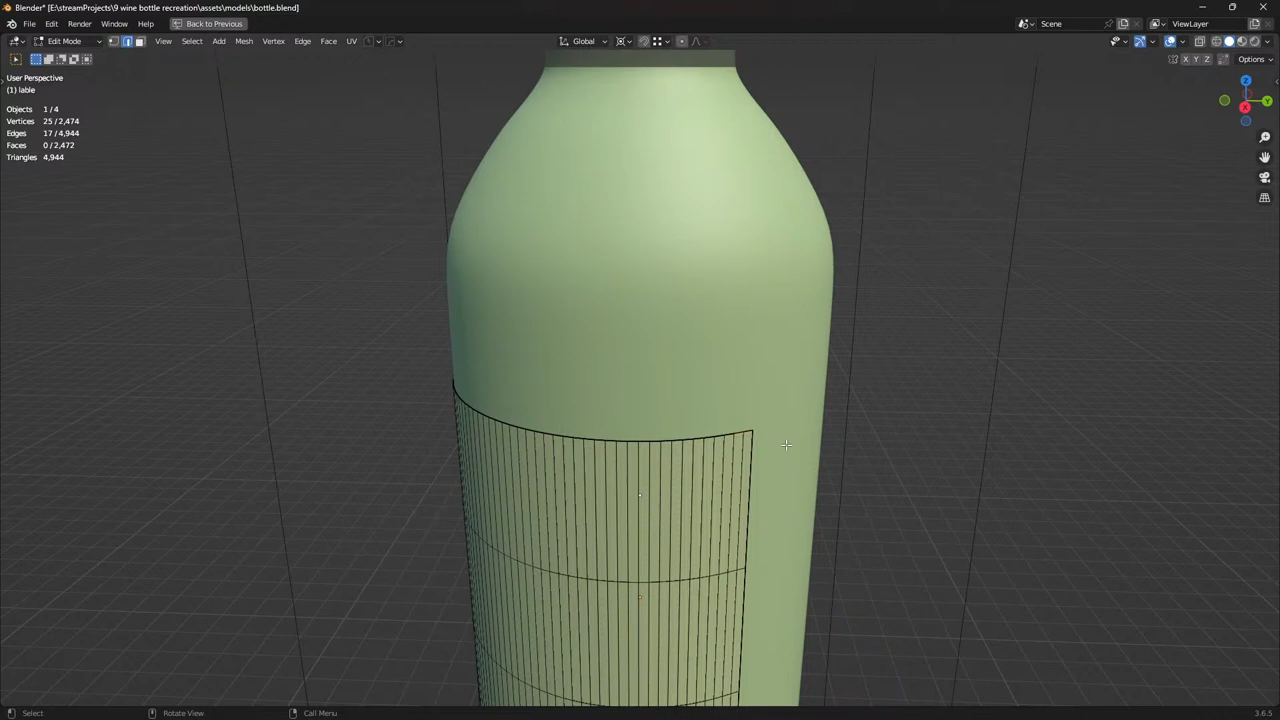 Blender* [E:\streamProjects\9 wine bottle recreation\assets\models\bottle.blend]
File Edit Render Window Help Back to Previous Scene ViewLayer
Edit Mode View Select Add Mesh Vertex Edge Face UV Global
X Y Z Options
User Perspective
(1) lable
Objects 1 / 4
Vertices 25 / 2,474
Edges 17 / 4,944
Faces 0 / 2,472
Triangles 4,944
Z
Y
X
Select Rotate View Call Menu 3.6.5